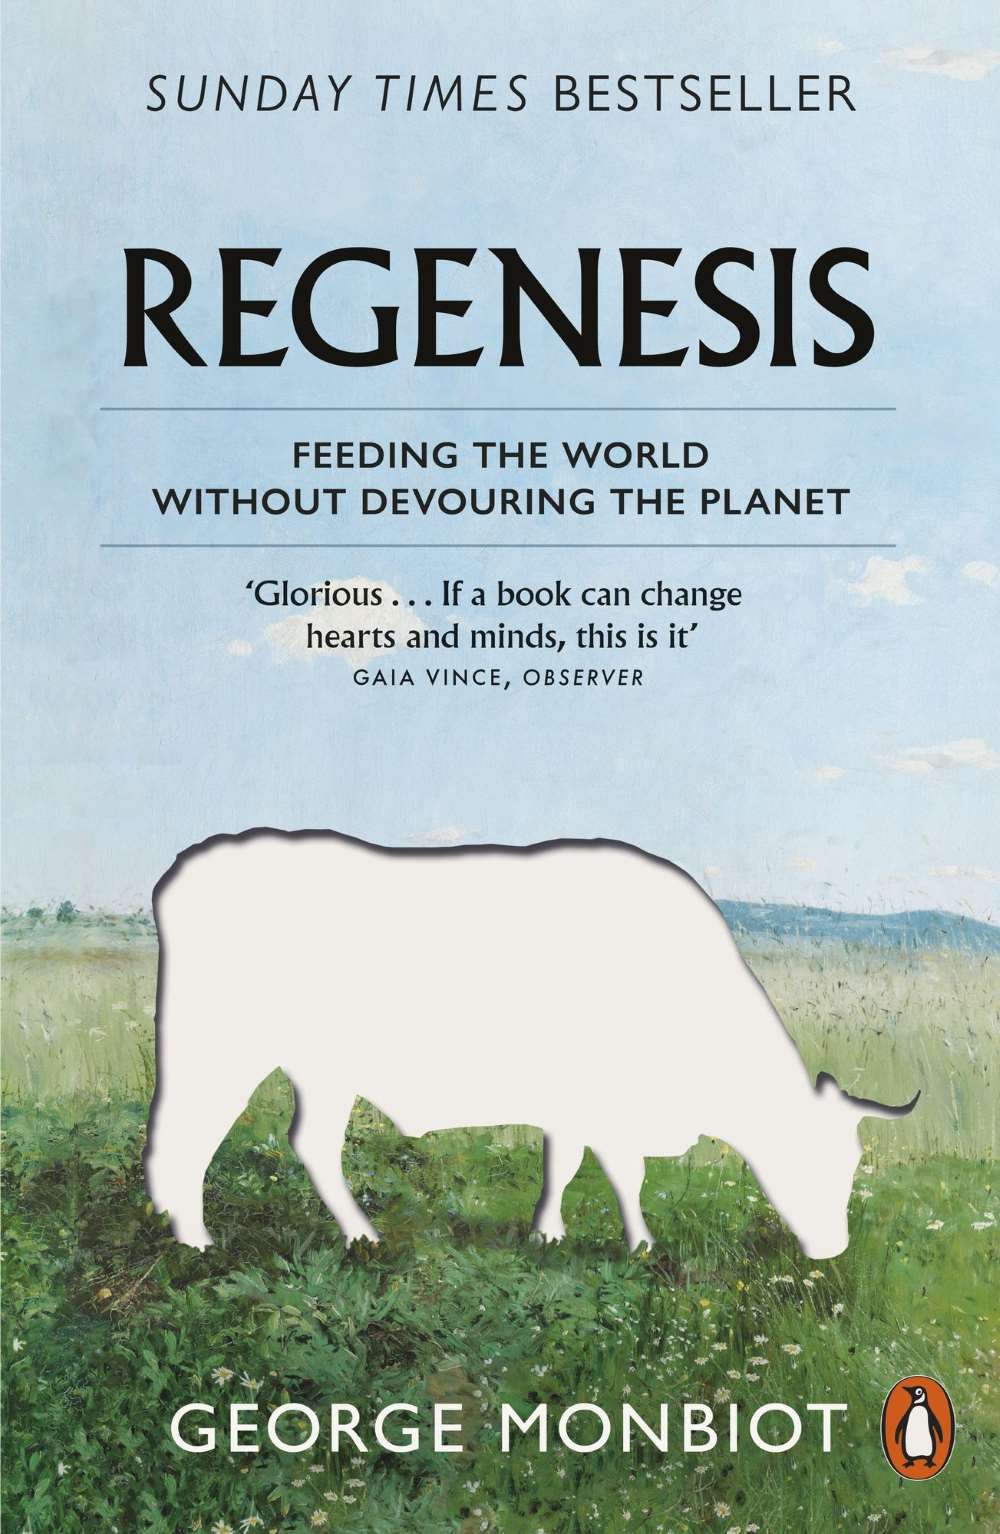 SUNDAY TIMES BESTSELLER
REGENESIS
FEEDING THE WORLD
WITHOUT DEVOURING THE PLANET
‘Glorious . . . If a book can change
hearts and minds, this is it’
GAIA VINCE, OBSERVER
GEORGE MONBIOT